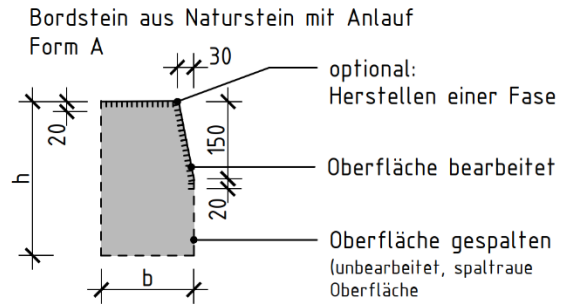 Bordstein aus Naturstein mit Anlauf
Form A
30
optional:
Herstellen einer Fase
20
150
h
Oberfläche bearbeitet
20
Oberfläche gespalten
(unbearbeitet, spaltraue
Oberfläche
b